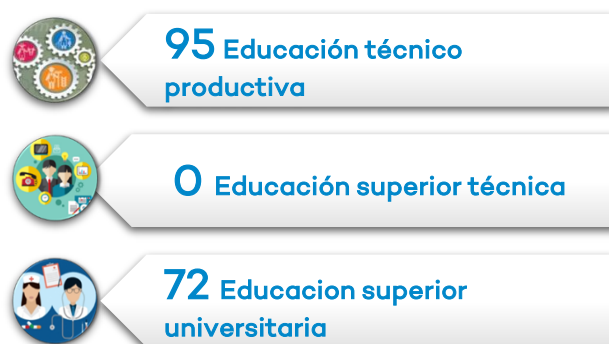 95 Educación técnico
productiva
0 Educación superior técnica
72 Educacion superior
universitaria